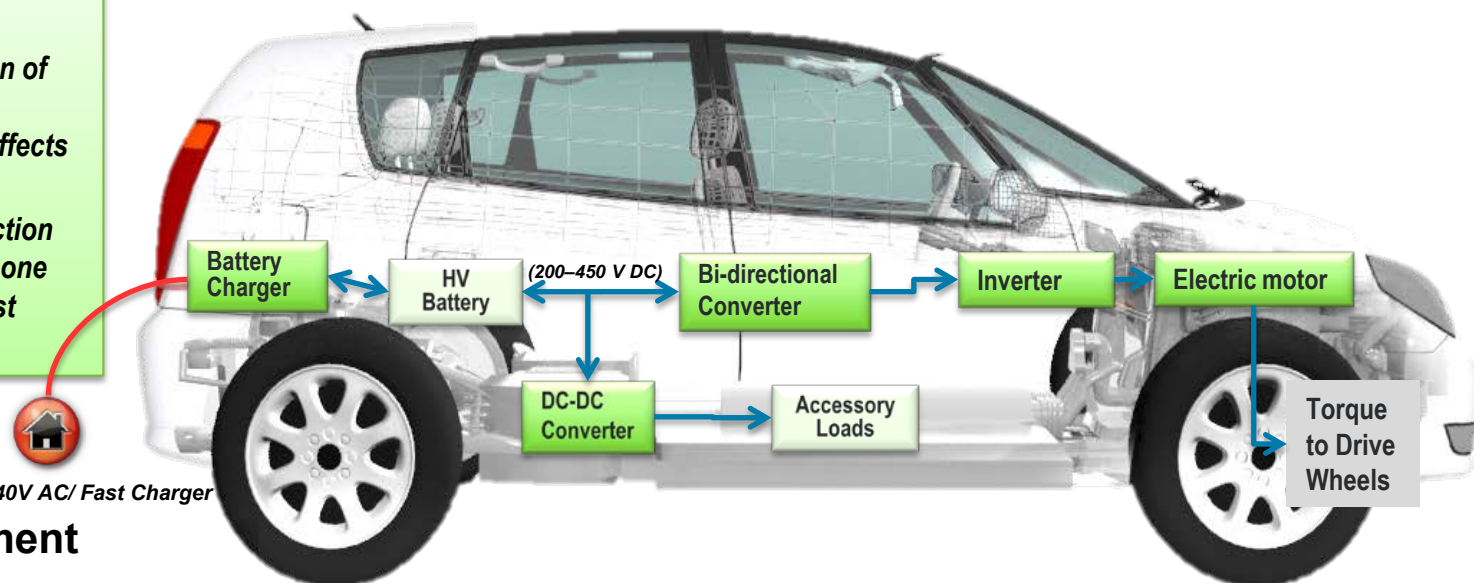 n of
ffects
ction
one
st
Battery
Charger
HV
Battery
(200–450 V DC)
Bi-directional
Converter
Inverter
Electric motor
DC-DC
Converter
Accessory
Loads
Torque
to Drive
Wheels
40V AC/ Fast Charger
nent